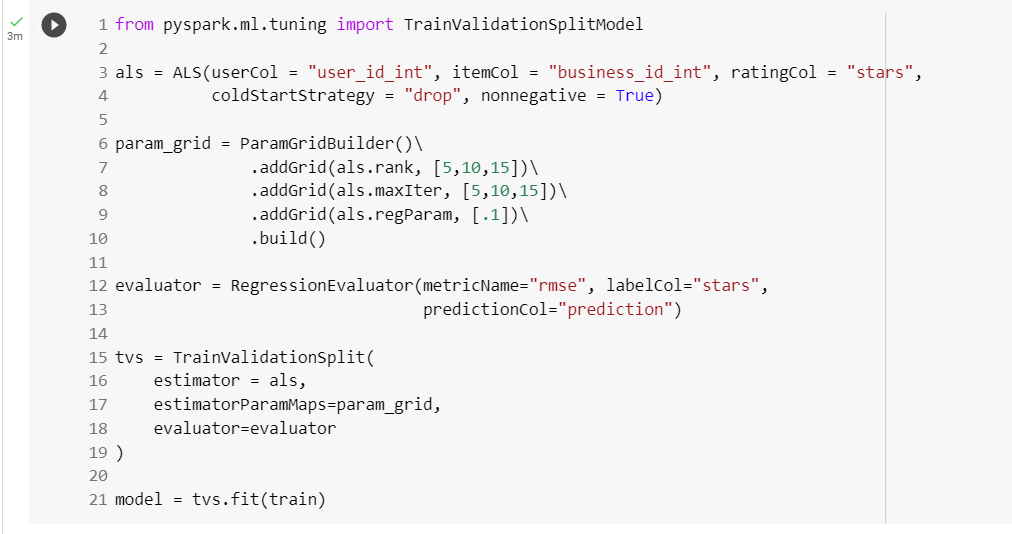 3m
1 from pyspark.ml.tuning import TrainValidationSplitModel
2
3 als = ALS(userCol = "user_id_int", itemCol = "business_id_int", ratingCol = "stars",
4           coldStartStrategy = "drop", nonnegative = True)
5
6 param_grid = ParamGridBuilder()\
7               .addGrid(als.rank, [5,10,15])\
8               .addGrid(als.maxIter, [5,10,15])\
9               .addGrid(als.regParam, [.1])\
10               .build()
11
12 evaluator = RegressionEvaluator(metricName="rmse", labelCol="stars",
13                                 predictionCol="prediction")
14
15 tvs = TrainValidationSplit(
16     estimator = als,
17     estimatorParamMaps=param_grid,
18     evaluator=evaluator
19 )
20
21 model = tvs.fit(train)